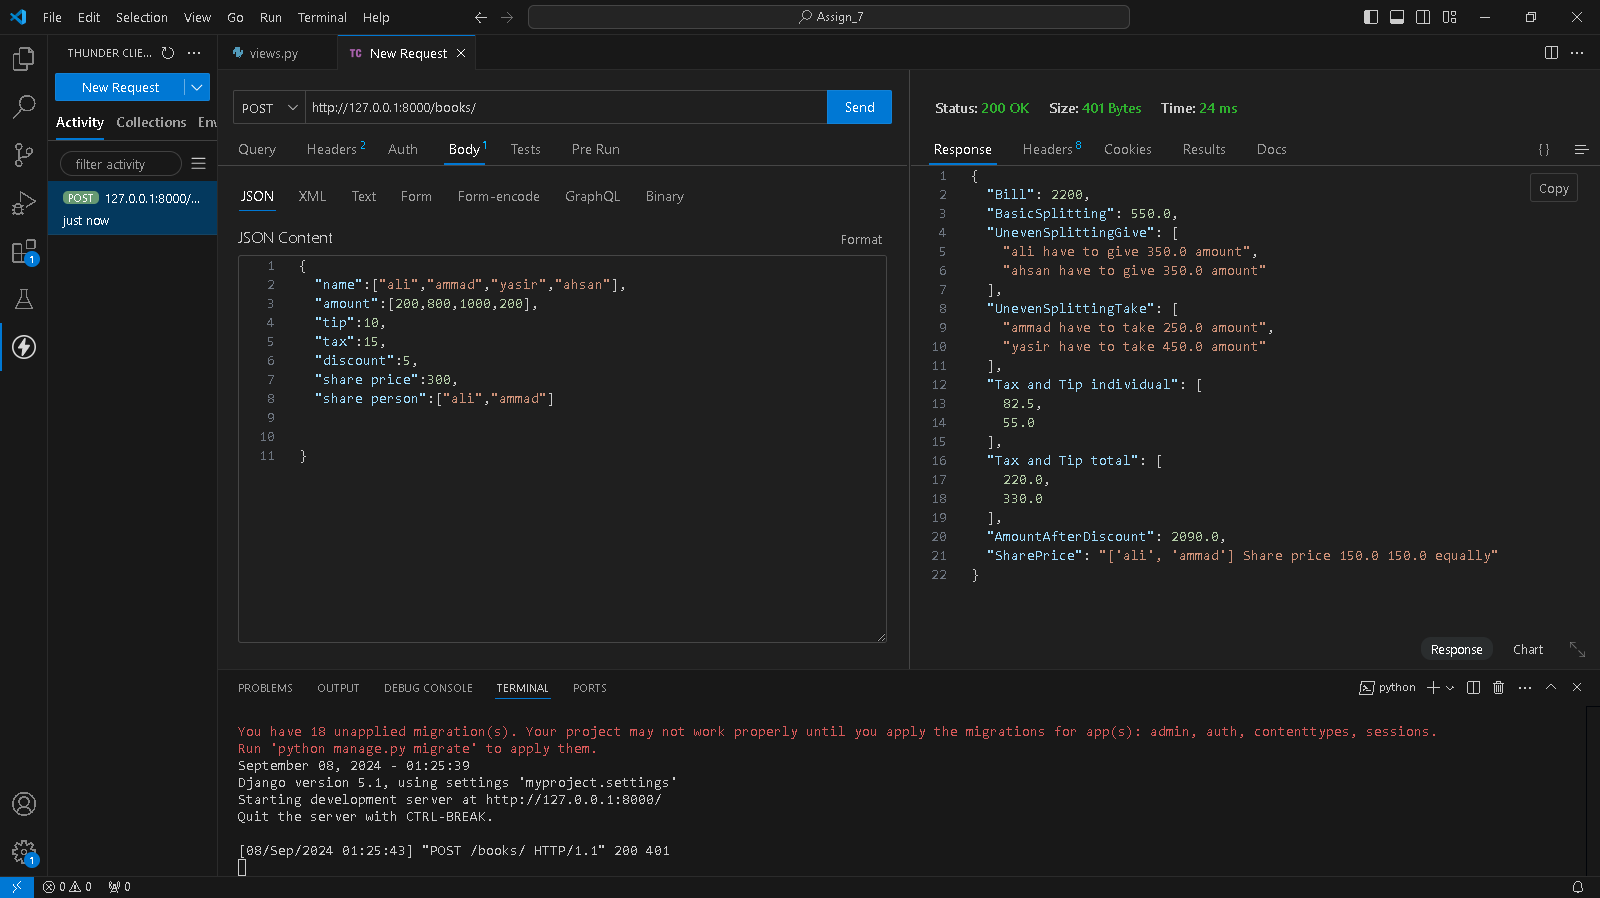 File Edit Selection View Go Run Terminal Help
Assign_7
THUNDER CLIE...
views.py
TC New Request
New Request
Activity Collections Env
filter activity
POST 127.0.0.1:8000/...
just now
POST http://127.0.0.1:8000/books/ Send
Query Headers 2 Auth Body 1 Tests Pre Run
JSON XML Text Form Form-encode GraphQL Binary
JSON Content Format
1 {
2 "name":["ali","ammad","yasir","ahsan"],
3 "amount":[200,800,1000,200],
4 "tip":10,
5 "tax":15,
6 "discount":5,
7 "share price":300,
8 "share person":["ali","ammad"]
9
10
11 }
Status: 200 OK Size: 401 Bytes Time: 24 ms
Response Headers 8 Cookies Results Docs
{ }
Copy
1 {
2 "Bill": 2200,
3 "BasicSplitting": 550.0,
4 "UnevenSplittingGive": [
5 "ali have to give 350.0 amount",
6 "ahsan have to give 350.0 amount"
7 ],
8 "UnevenSplittingTake": [
9 "ammad have to take 250.0 amount",
10 "yasir have to take 450.0 amount"
11 ],
12 "Tax and Tip individual": [
13 82.5,
14 55.0
15 ],
16 "Tax and Tip total": [
17 220.0,
18 330.0
19 ],
20 "AmountAfterDiscount": 2090.0,
21 "SharePrice": "['ali', 'ammad'] Share price 150.0 150.0 equally"
22 }
Response Chart
PROBLEMS OUTPUT DEBUG CONSOLE TERMINAL PORTS
python
You have 18 unapplied migration(s). Your project may not work properly until you apply the migrations for app(s): admin, auth, contenttypes, sessions.
Run 'python manage.py migrate' to apply them.
September 08, 2024 - 01:25:39
Django version 5.1, using settings 'myproject.settings'
Starting development server at http://127.0.0.1:8000/
Quit the server with CTRL-BREAK.
[08/Sep/2024 01:25:43] "POST /books/ HTTP/1.1" 200 401
1
1
0 0 0